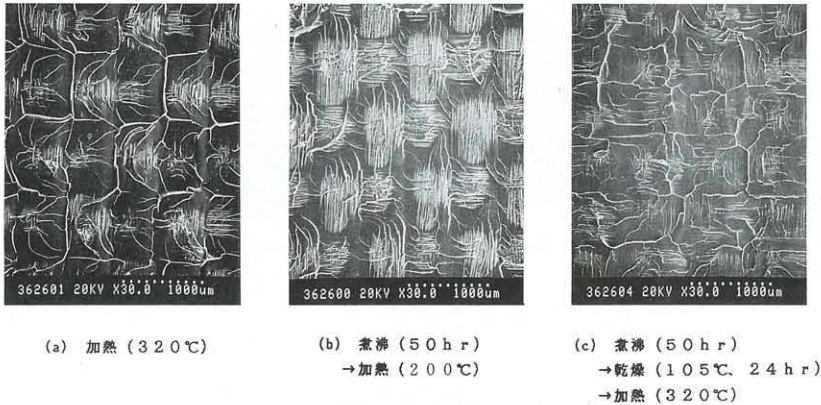 362601 20KV X30.0 1000um
362600 20KV X30.0 1000um
362604 20KV X30.0 1000um
(a) 加熱 (320℃)
(b) 煮沸 (50hr)
→加熱 (200℃)
(c) 煮沸 (50hr)
→乾燥 (105℃、24hr)
→加熱 (320℃)